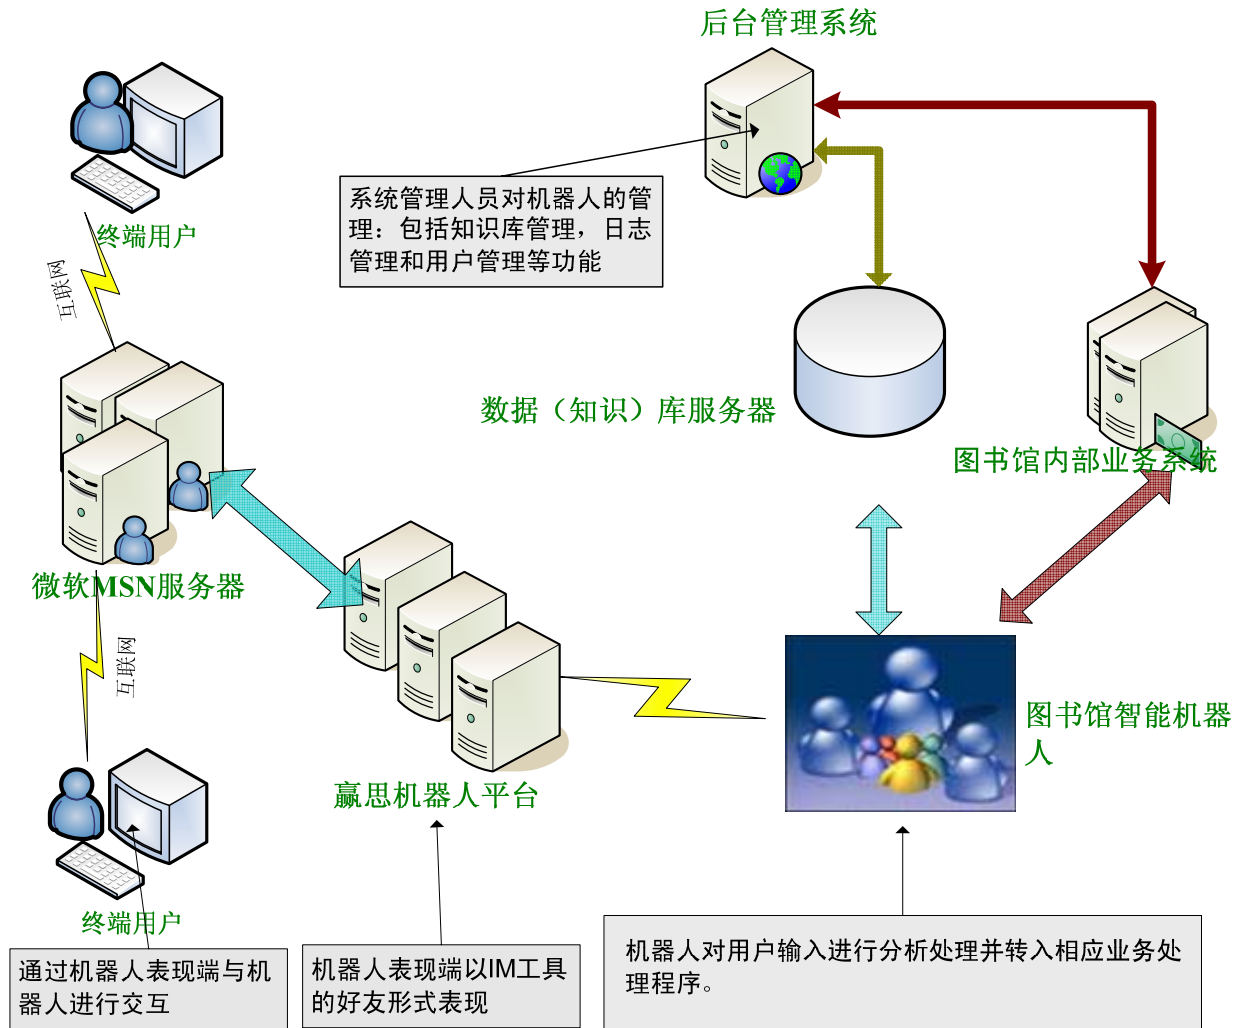 后台管理系统
系统管理人员对机器人的管
理：包括知识库管理，日志
管理和用户管理等功能
终端用户
互联网
数据（知识）库服务器
图书馆内部业务系统
微软MSN服务器
互联网
图书馆智能机器
人
赢思机器人平台
终端用户
通过机器人表现端与机
器人进行交互
机器人表现端以IM工具
的好友形式表现
机器人对用户输入进行分析处理并转入相应业务处
理程序。